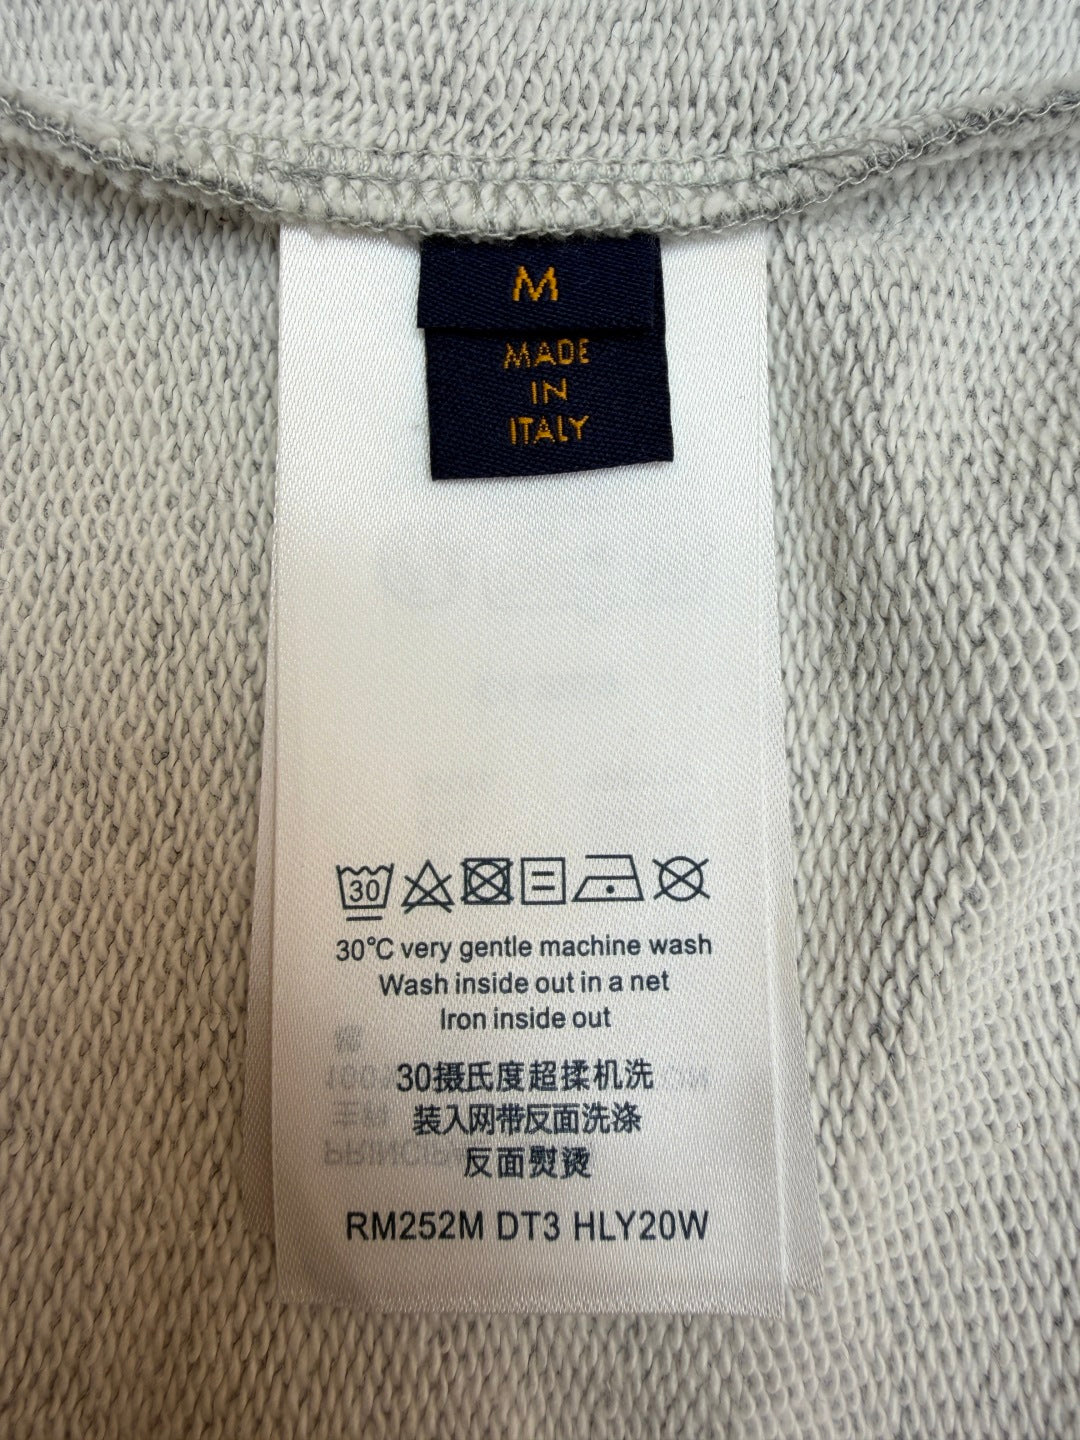 M
MADE
IN
ITALY
30
30°C very gentle machine wash
Wash inside out in a net
Iron inside out
30摄氏度超揉机洗
装入网带反面洗涤
反面熨烫
RM252M DT3 HLY20W